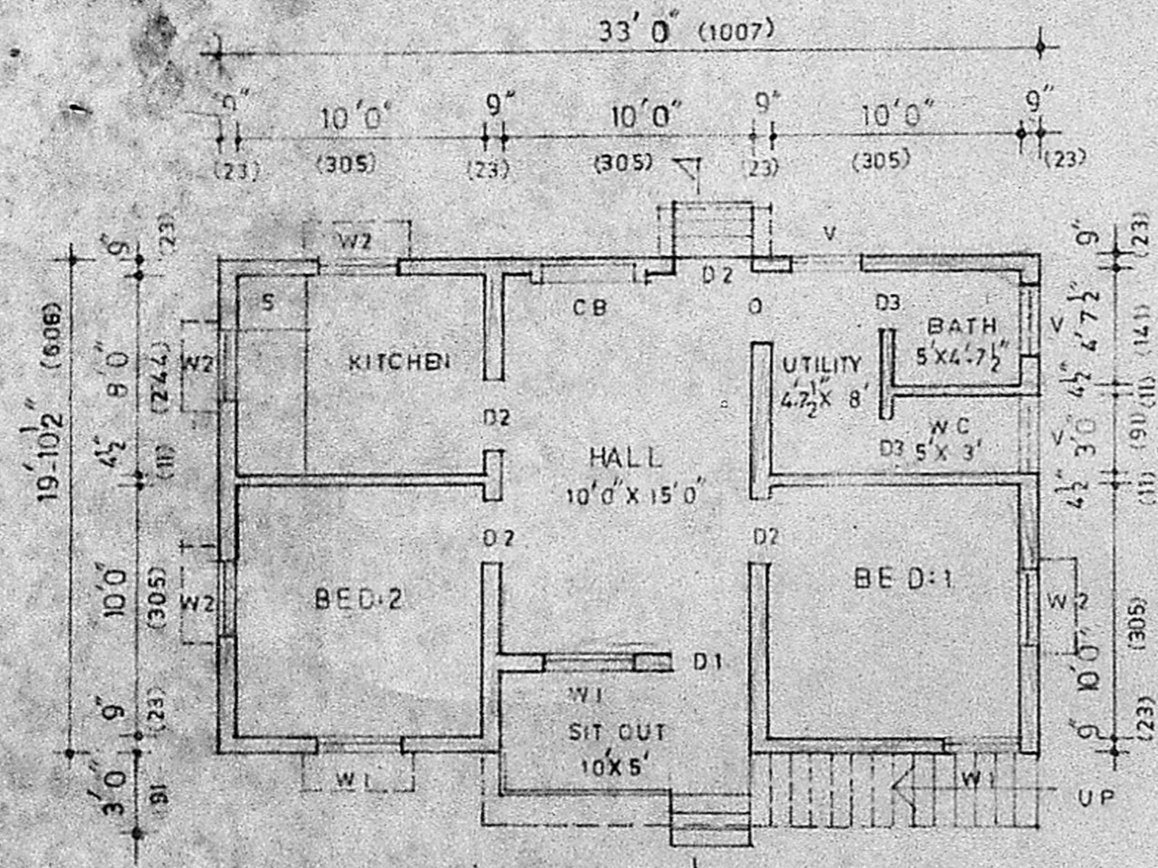 33'0" (1007)
9" 10'0" 9" 10'0" 9" 10'0" 9"
(23) (305) (23) (305) (23) (305) (23)
19'-10½" (606)
9" (23)
8'0" (244)
4½" (11)
10'0" (305)
9" (23)
3'0" 91
W2
V
D2
S
CB
O
D3
BATH
5'X4'-7½"
V
W2
KITCHEN
UTILITY
4'.7½"X 8'
D2
WC
D3 5'X 3'
V
HALL
10'0"X 15'0"
D2
D2
BED:2
BED:1
W2
W2
D1
W1
SIT OUT
10'X5'
W1
W1
UP
9" (23)
4'7½" (141)
4½" (11)
3'0" (91)
4½" (11)
10'0" (305)
9" (23)